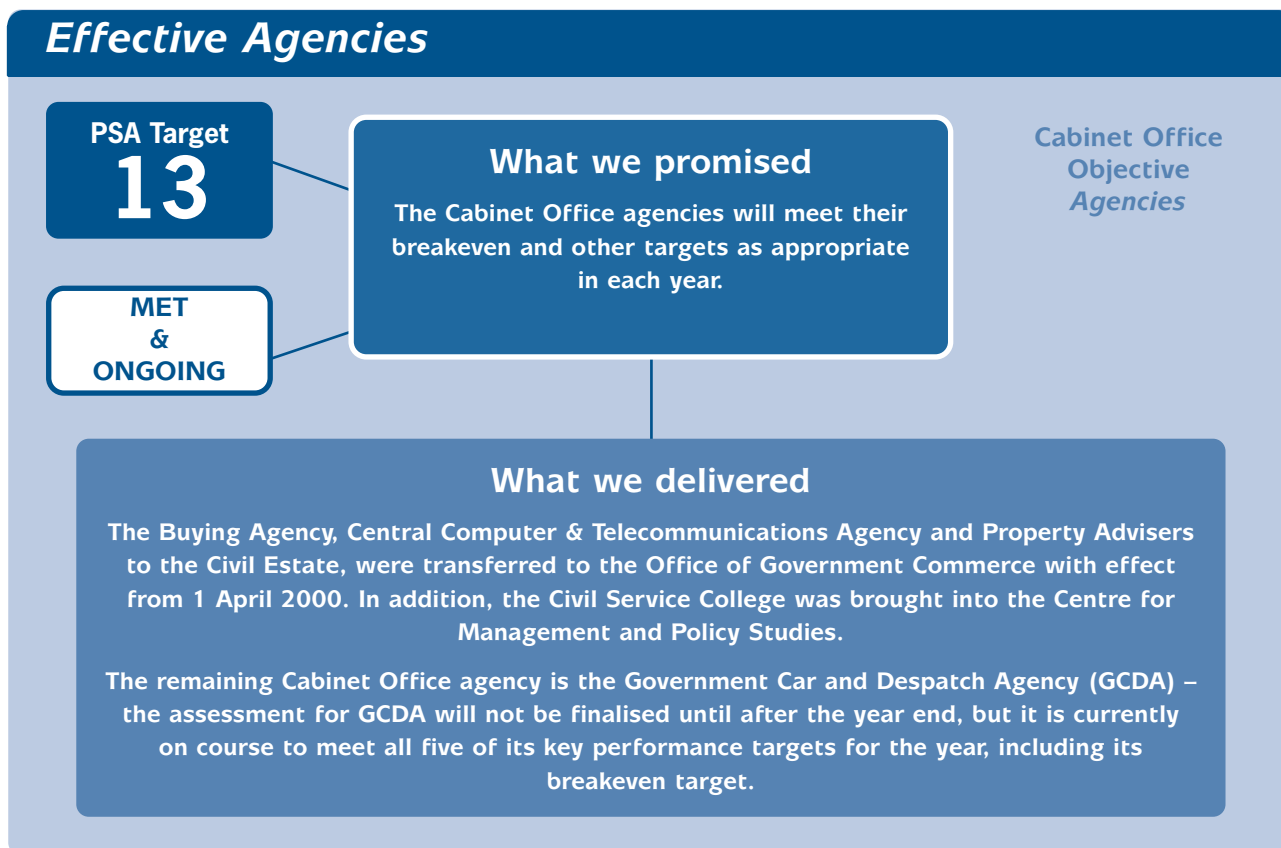 Effective Agencies
PSA Target
13
What we promised
The Cabinet Office agencies will meet their
breakeven and other targets as appropriate
in each year.
Cabinet Office
Objective
Agencies
MET
&
ONGOING
What we delivered
The Buying Agency, Central Computer & Telecommunications Agency and Property Advisers
to the Civil Estate, were transferred to the Office of Government Commerce with effect
from 1 April 2000. In addition, the Civil Service College was brought into the Centre for
Management and Policy Studies.
The remaining Cabinet Office agency is the Government Car and Despatch Agency (GCDA) –
the assessment for GCDA will not be finalised until after the year end, but it is currently
on course to meet all five of its key performance targets for the year, including its
breakeven target.